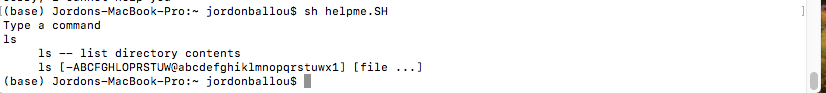 (base) Jordons-MacBook-Pro:~ jordonballou$ sh helpme.SH
Type a command
ls
ls -- list directory contents
ls [-ABCFGHLOPRSTUW@abcdefghiklmnopqrstuwx1] [file ...]
(base) Jordons-MacBook-Pro:~ jordonballou$